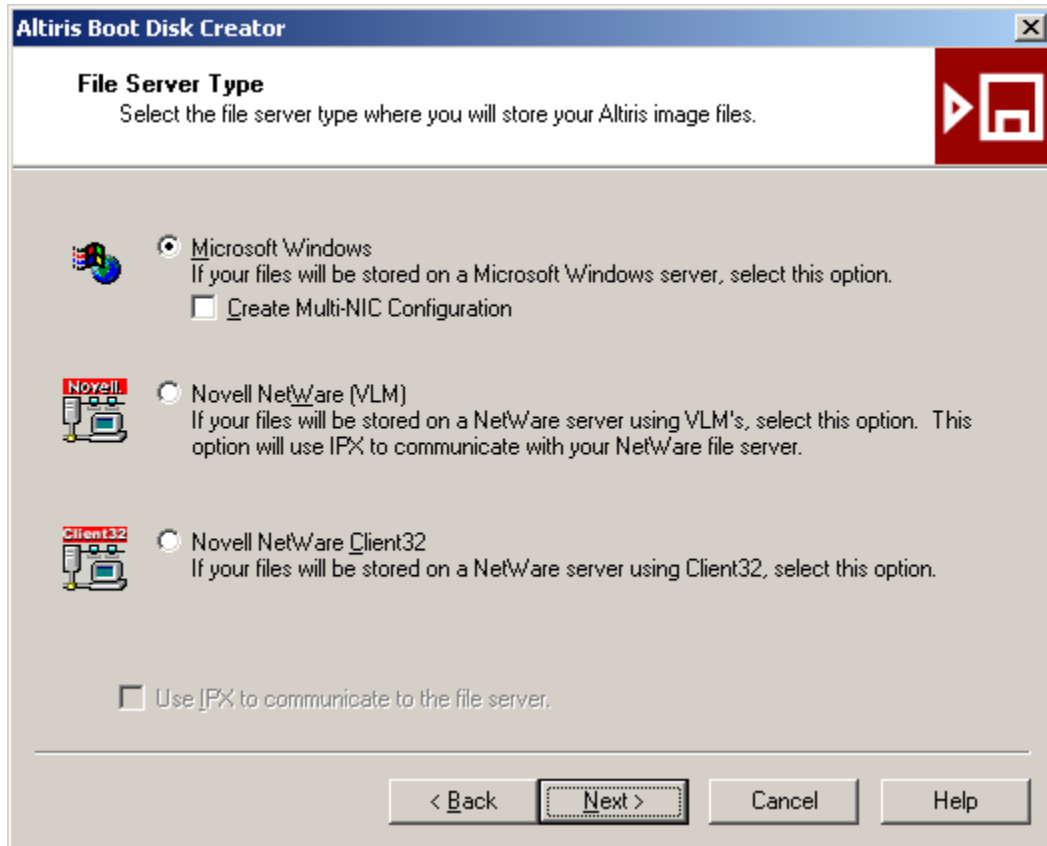 Altiris Boot Disk Creator
File Server Type
Select the file server type where you will store your Altiris image files.
Microsoft Windows
If your files will be stored on a Microsoft Windows server, select this option.
Create Multi-NIC Configuration
Novell
Novell NetWare (VLM)
If your files will be stored on a NetWare server using VLM's, select this option. This
option will use IPX to communicate with your NetWare file server.
Client32
Novell NetWare Client32
If your files will be stored on a NetWare server using Client32, select this option.
Use IPX to communicate to the file server.
< Back
Next >
Cancel
Help